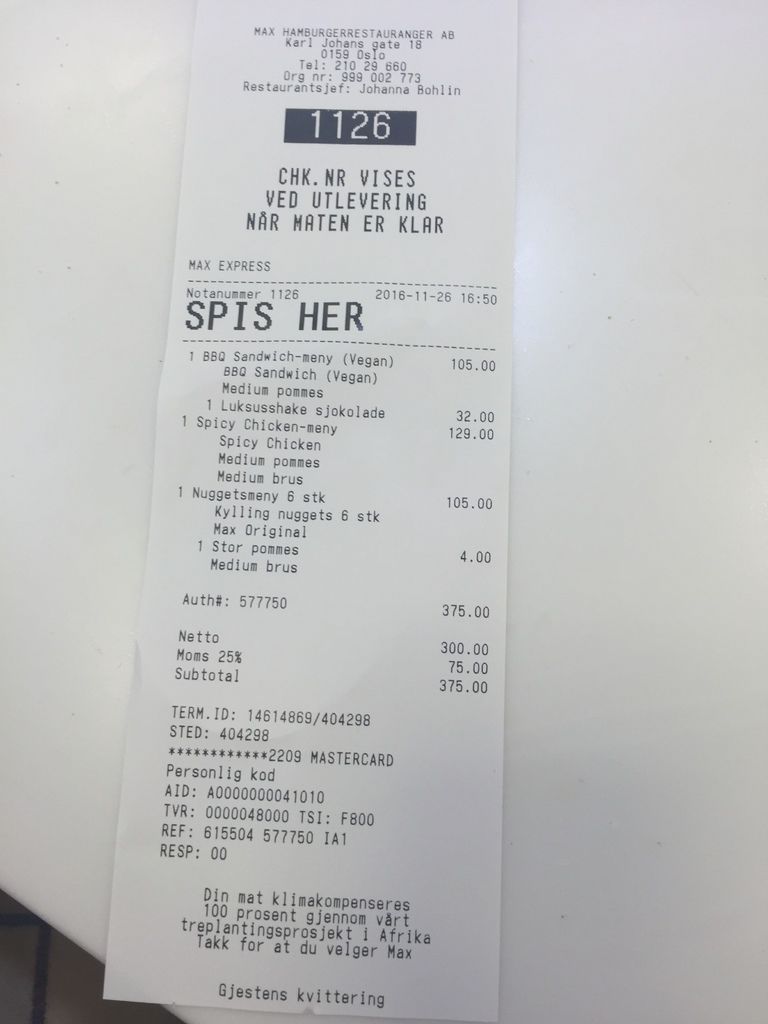 MAX HAMBURGERRESTAURANGER AB
Karl Johans gate 18
0159 Oslo
Tel: 210 29 660
Org nr: 999 002 773
Restaurantsjef: Johanna Bohlin
1126
CHK.NR VISES
VED UTLEVERING
NÅR MATEN ER KLAR
MAX EXPRESS
Notanummer 1126 2016-11-26 16:50
SPIS HER
1 BBQ Sandwich-meny (Vegan) 105.00
BBQ Sandwich (Vegan)
Medium pommes
1 Luksusshake sjokolade 32.00
1 Spicy Chicken-meny 129.00
Spicy Chicken
Medium pommes
Medium brus
1 Nuggetsmeny 6 stk 105.00
Kylling nuggets 6 stk
Max Original
1 Stor pommes 4.00
Medium brus
Auth#: 577750 375.00
Netto 300.00
Moms 25% 75.00
Subtotal 375.00
TERM.ID: 14614869/404298
STED: 404298
************2209 MASTERCARD
Personlig kod
AID: A0000000041010
TVR: 0000048000 TSI: F800
REF: 615504 577750 IA1
RESP: 00
Din mat klimakompenseres
100 prosent gjennom vårt
treplantingsprosjekt i Afrika
Takk for at du velger Max
Gjestens kvittering